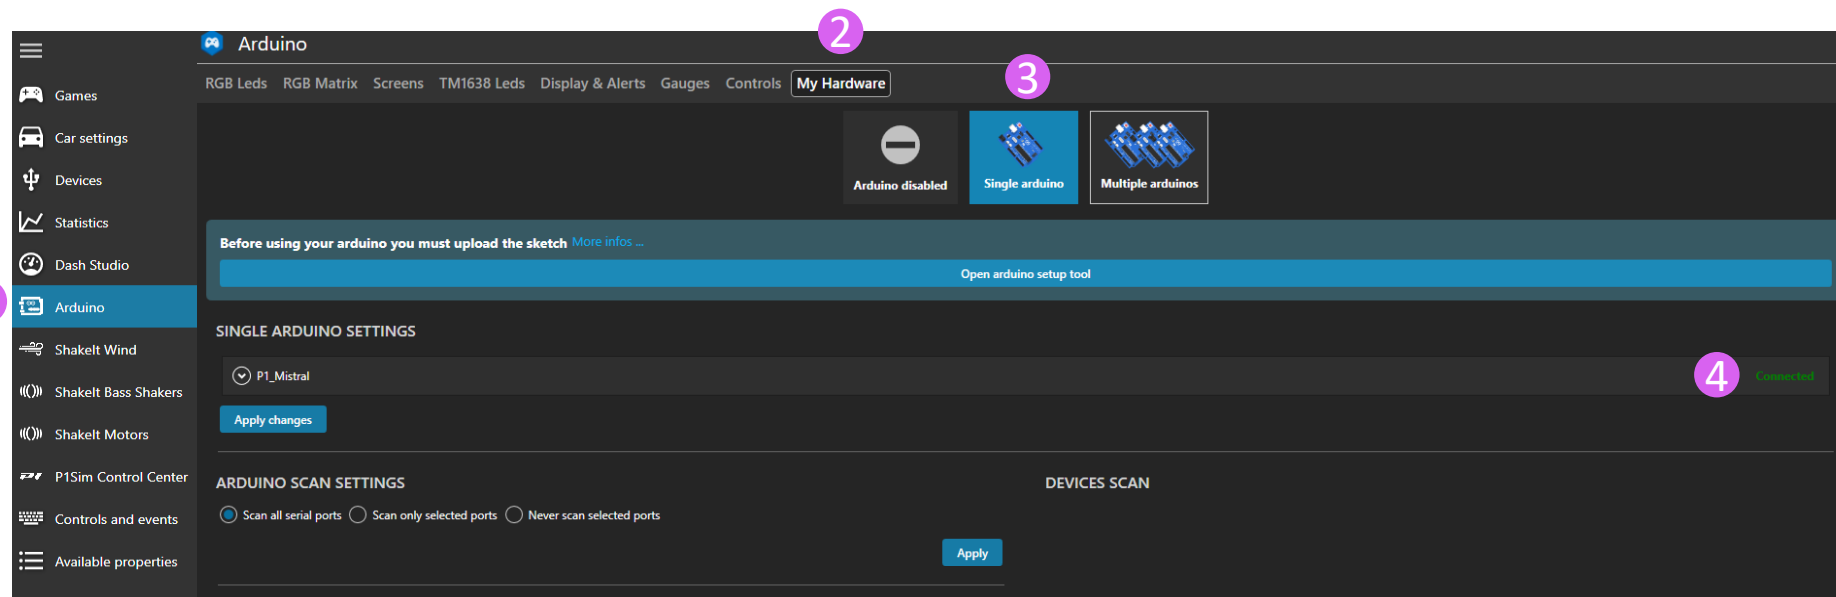 2
Arduino
RGB Leds RGB Matrix Screens TM1638 Leds Display & Alerts Gauges Controls My Hardware
3
Games
Car settings
Devices
Statistics
Dash Studio
Arduino
ShakeIt Wind
ShakeIt Bass Shakers
ShakeIt Motors
P1Sim Control Center
Controls and events
Available properties
Arduino disabled
Single arduino
Multiple arduinos
Before using your arduino you must upload the sketch More infos ...
Open arduino setup tool
SINGLE ARDUINO SETTINGS
P1_Mistral
4 Connected
Apply changes
ARDUINO SCAN SETTINGS
Scan all serial ports Scan only selected ports Never scan selected ports
Apply
DEVICES SCAN